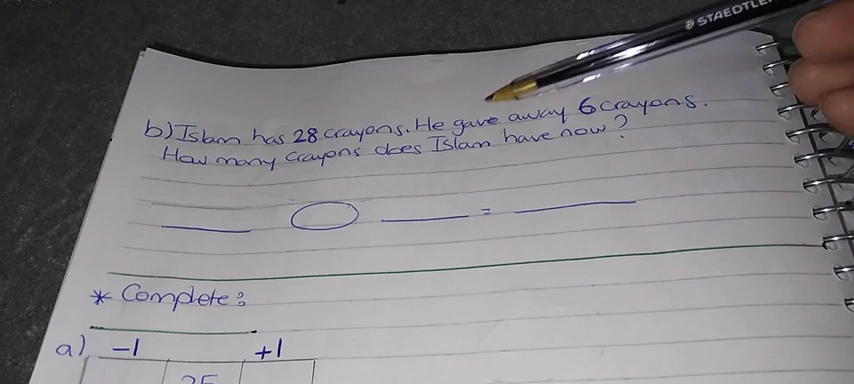 STAEDTLER
b) Islam has 28 crayons. He gave away 6 crayons.
How many crayons does Islam have now?
=
* Complete:
a) -1 +1
25